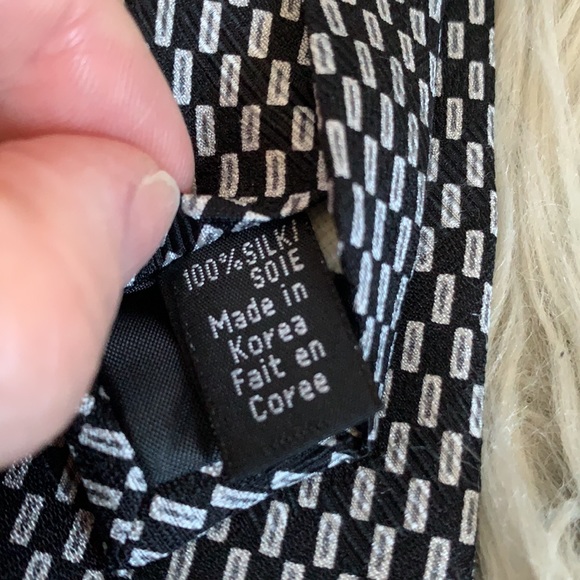 100% SILK/
SOIE
Made in
Korea
Fait en
Coree